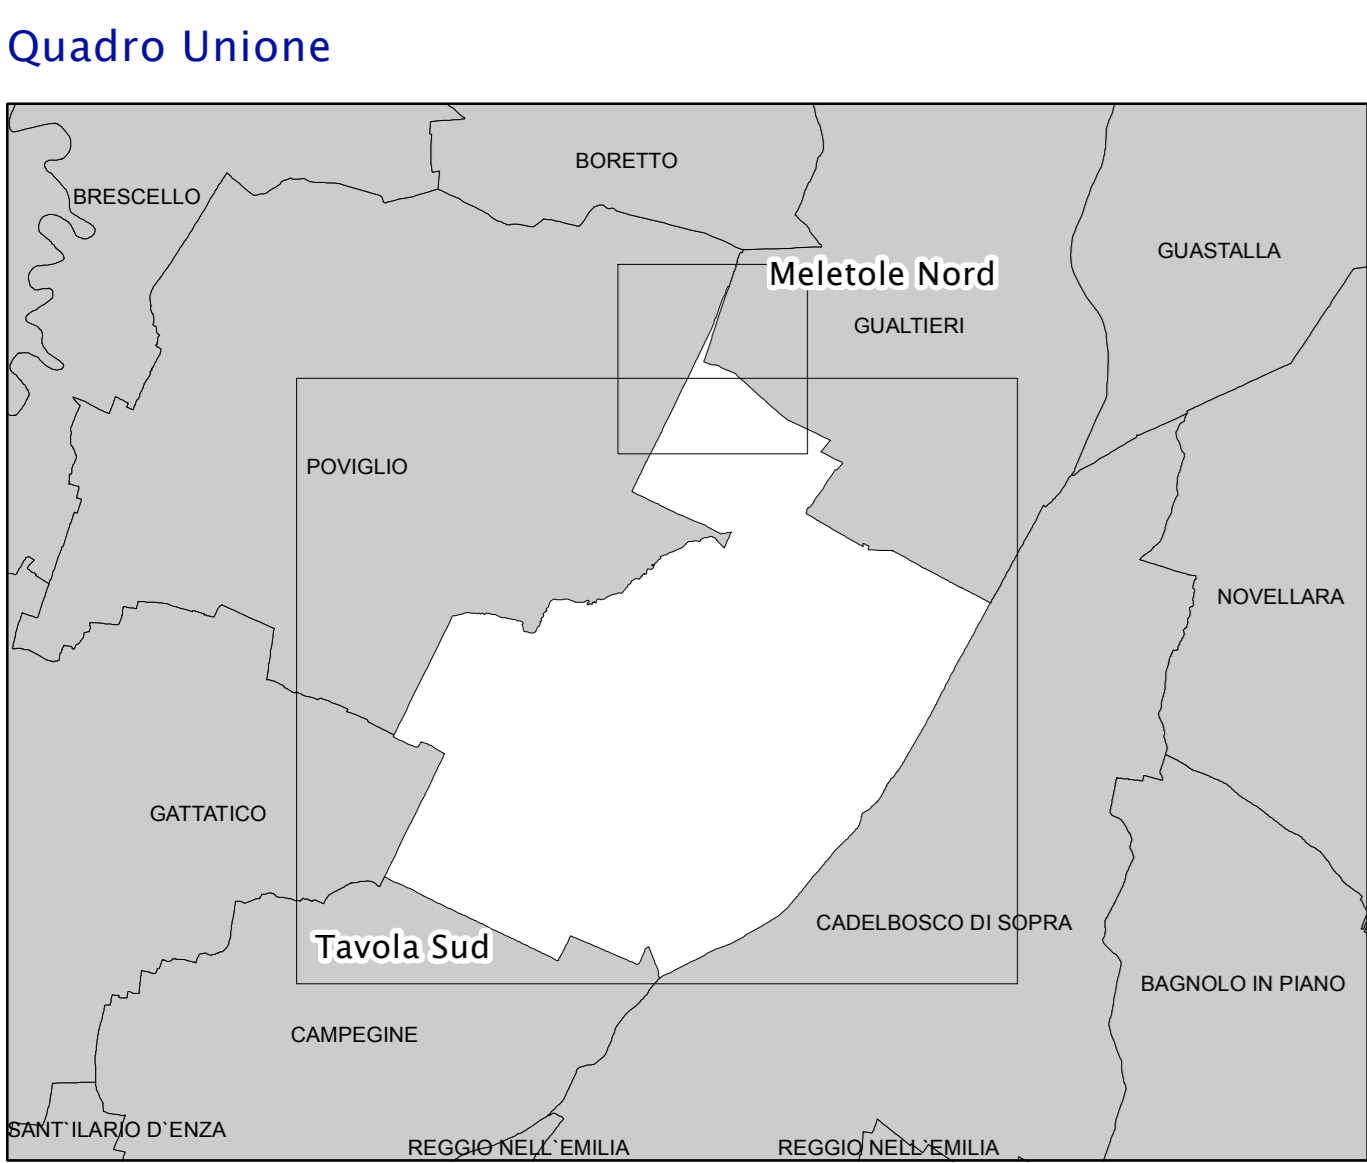 Quadro Unione
BORETTO
BRESCELLO
GUASTALLA
Meletole Nord
GUALTIERI
POVIGLIO
NOVELLARA
GATTATICO
CADELBOSCO DI SOPRA
Tavola Sud
BAGNOLO IN PIANO
CAMPEGINE
SANT`ILARIO D`ENZA
REGGIO NELL`EMILIA
REGGIO NELL`EMILIA